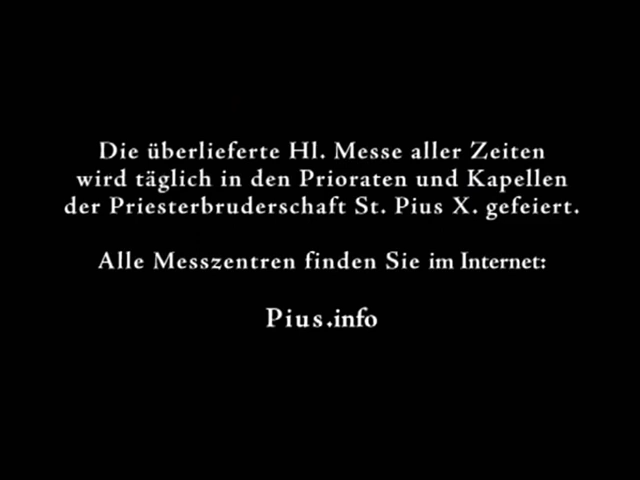 Die überlieferte Hl. Messe aller Zeiten
wird täglich in den Prioraten und Kapellen
der Priesterbruderschaft St. Pius X. gefeiert.
Alle Messzentren finden Sie im Internet:
Pius.info